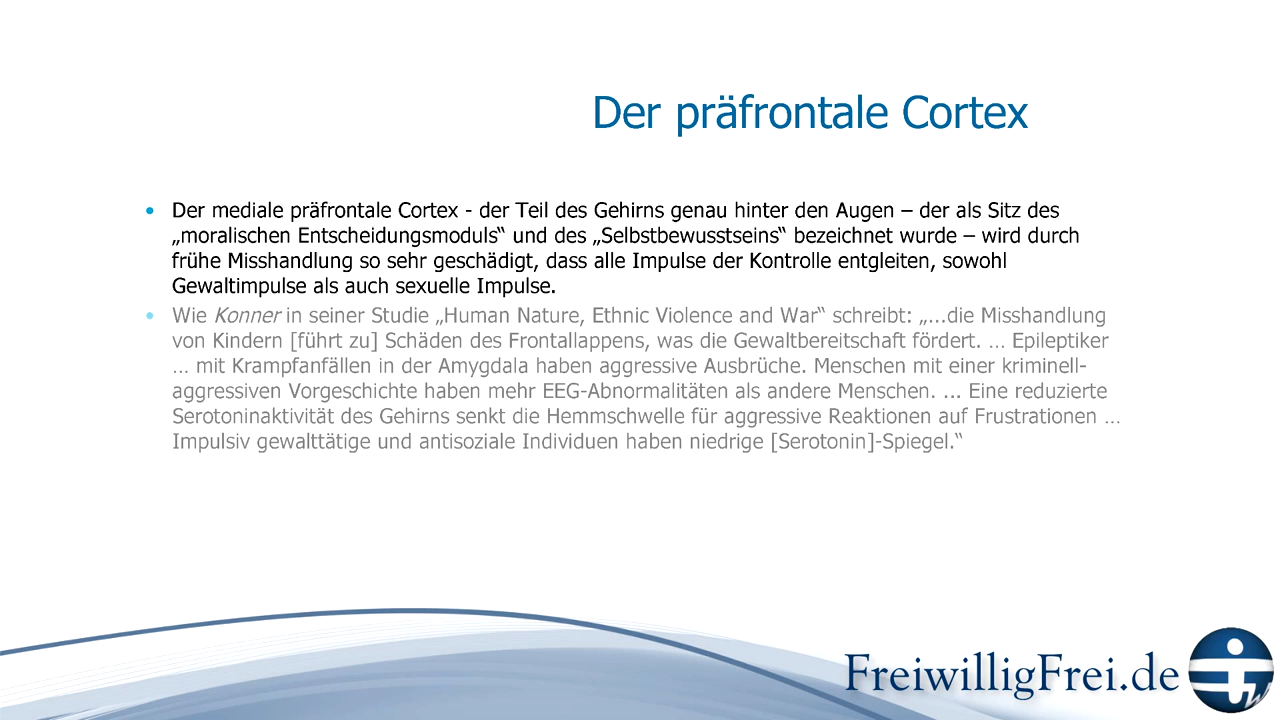 Der präfrontale Cortex
• Der mediale präfrontale Cortex - der Teil des Gehirns genau hinter den Augen – der als Sitz des
„moralischen Entscheidungsmoduls“ und des „Selbstbewusstseins“ bezeichnet wurde – wird durch
frühe Misshandlung so sehr geschädigt, dass alle Impulse der Kontrolle entgleiten, sowohl
Gewaltimpulse als auch sexuelle Impulse.
• Wie Konner in seiner Studie „Human Nature, Ethnic Violence and War“ schreibt: „...die Misshandlung
von Kindern [führt zu] Schäden des Frontallappens, was die Gewaltbereitschaft fördert. … Epileptiker
… mit Krampfanfällen in der Amygdala haben aggressive Ausbrüche. Menschen mit einer kriminell-
aggressiven Vorgeschichte haben mehr EEG-Abnormalitäten als andere Menschen. ... Eine reduzierte
Serotoninaktivität des Gehirns senkt die Hemmschwelle für aggressive Reaktionen auf Frustrationen …
Impulsiv gewalttätige und antisoziale Individuen haben niedrige [Serotonin]-Spiegel.“
FreiwilligFrei.de